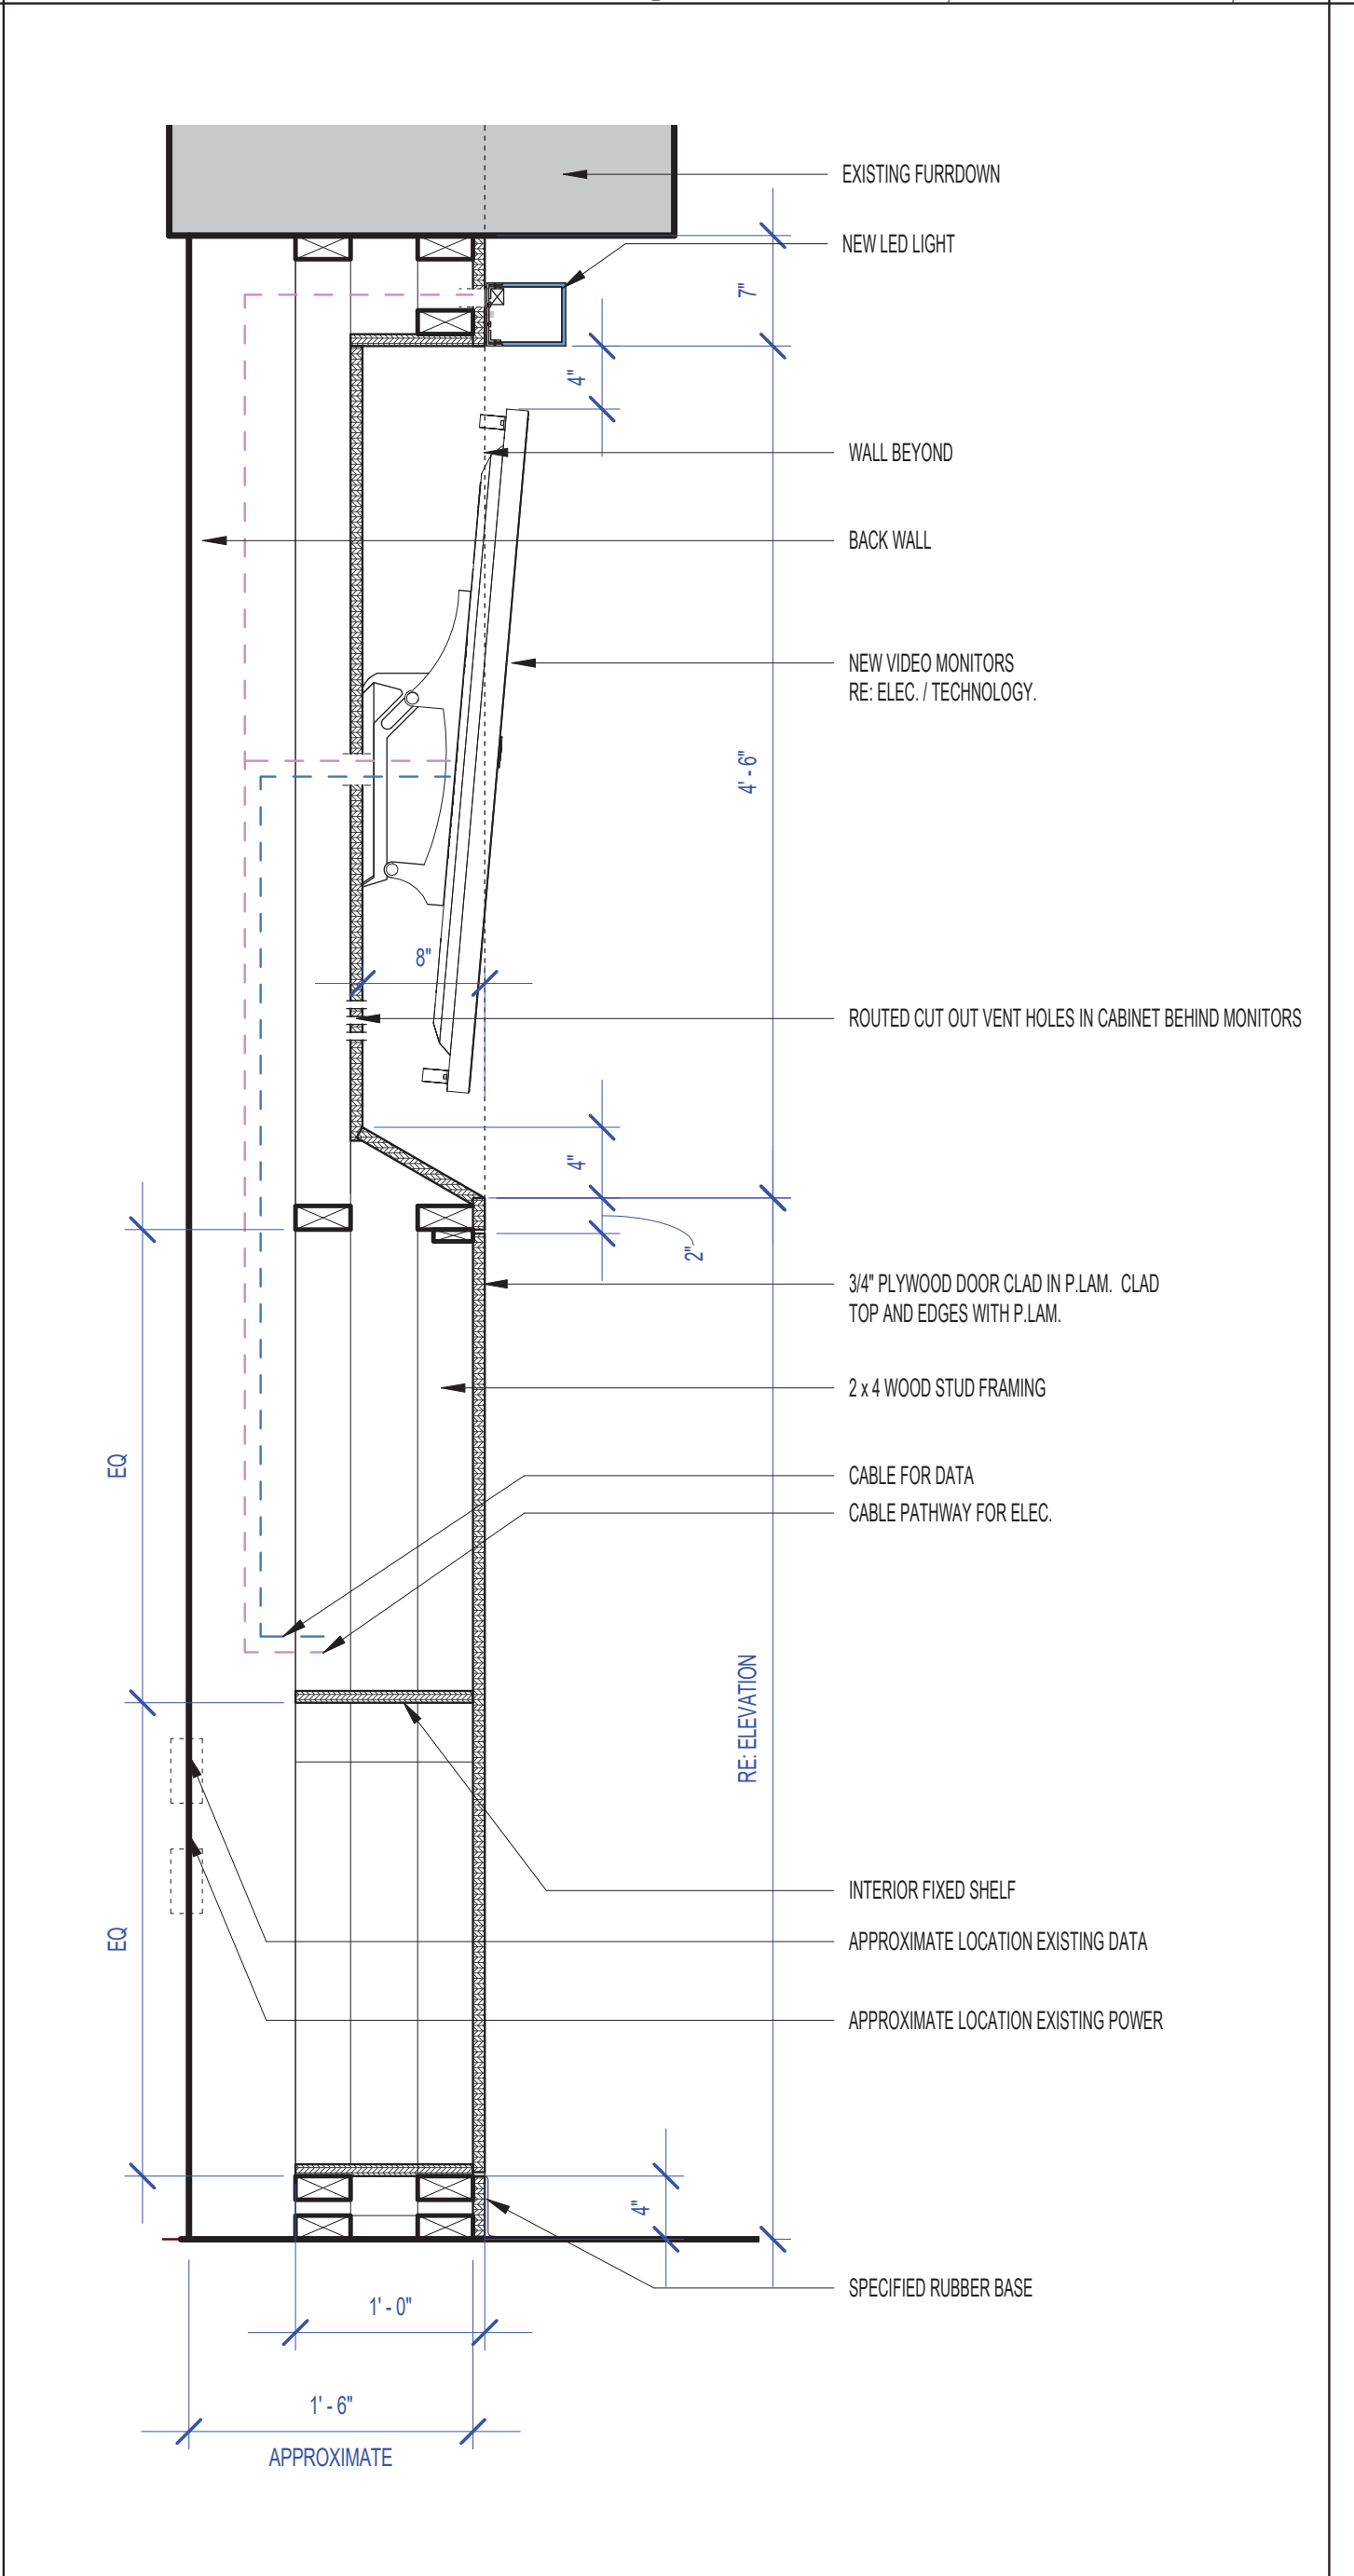 EXISTING FURRDOWN
NEW LED LIGHT
7"
4"
WALL BEYOND
BACK WALL
NEW VIDEO MONITORS
RE: ELEC. / TECHNOLOGY.
4' - 6"
8"
ROUTED CUT OUT VENT HOLES IN CABINET BEHIND MONITORS
4"
2"
3/4" PLYWOOD DOOR CLAD IN P.LAM. CLAD
TOP AND EDGES WITH P.LAM.
2 x 4 WOOD STUD FRAMING
EQ
CABLE FOR DATA
CABLE PATHWAY FOR ELEC.
RE: ELEVATION
INTERIOR FIXED SHELF
EQ
APPROXIMATE LOCATION EXISTING DATA
APPROXIMATE LOCATION EXISTING POWER
4"
SPECIFIED RUBBER BASE
1' - 0"
1' - 6"
APPROXIMATE